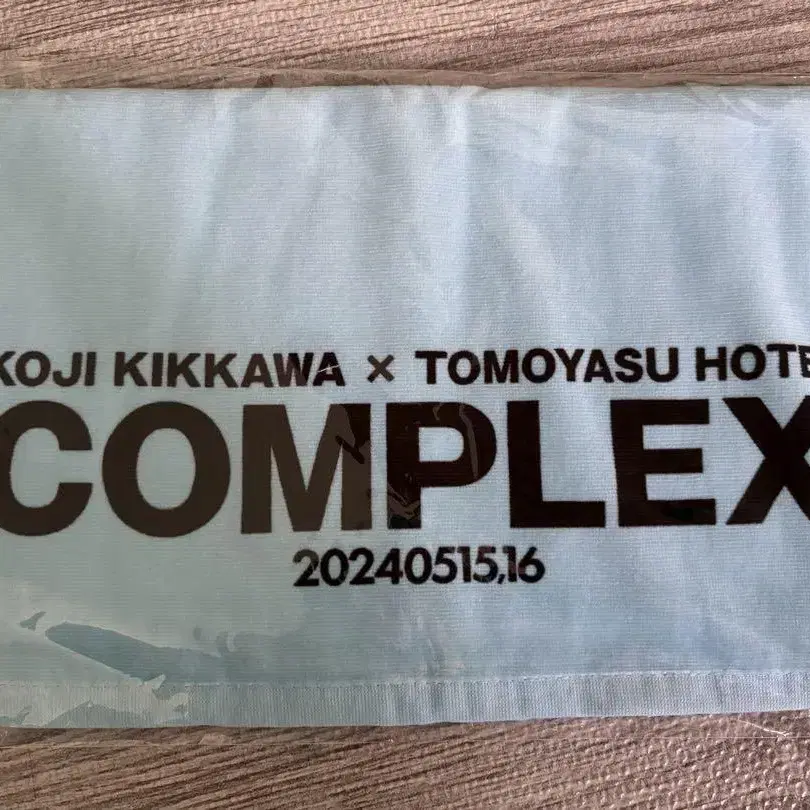 KOJI KIKKAWA × TOMOYASU HOTE
COMPLEX
20240515,16